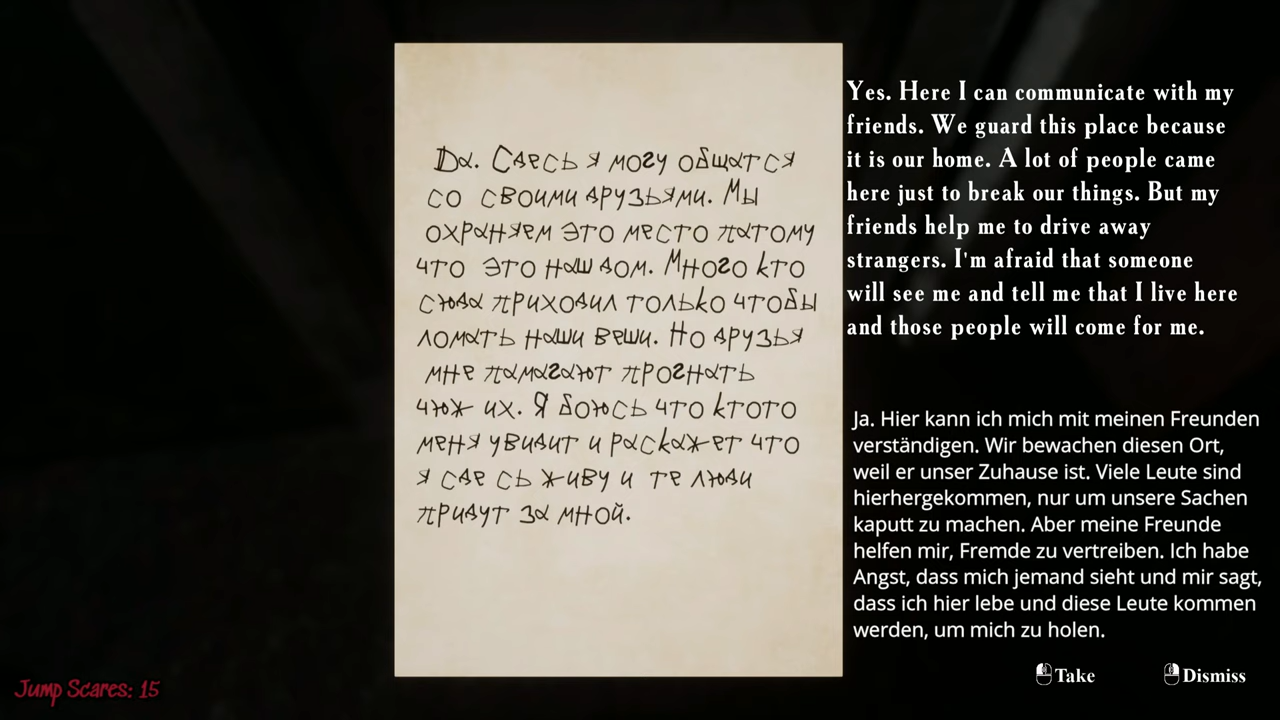 Да. Сдесь я могу общатся
со своими друзьями. Мы
охраняем это место патому
что это наш дом. Много кто
сюда приходил только чтобы
ломать наши веши. Но друзья
мне памагают прогнать
чюж их. Я боюсь что ктото
меня увидит и раскажет что
я сде сь живу и те люди
придут за мной.
Yes. Here I can communicate with my
friends. We guard this place because
it is our home. A lot of people came
here just to break our things. But my
friends help me to drive away
strangers. I'm afraid that someone
will see me and tell me that I live here
and those people will come for me.
Ja. Hier kann ich mich mit meinen Freunden
verständigen. Wir bewachen diesen Ort,
weil er unser Zuhause ist. Viele Leute sind
hierhergekommen, nur um unsere Sachen
kaputt zu machen. Aber meine Freunde
helfen mir, Fremde zu vertreiben. Ich habe
Angst, dass mich jemand sieht und mir sagt,
dass ich hier lebe und diese Leute kommen
werden, um mich zu holen.
Take Dismiss
Jump Scares: 15